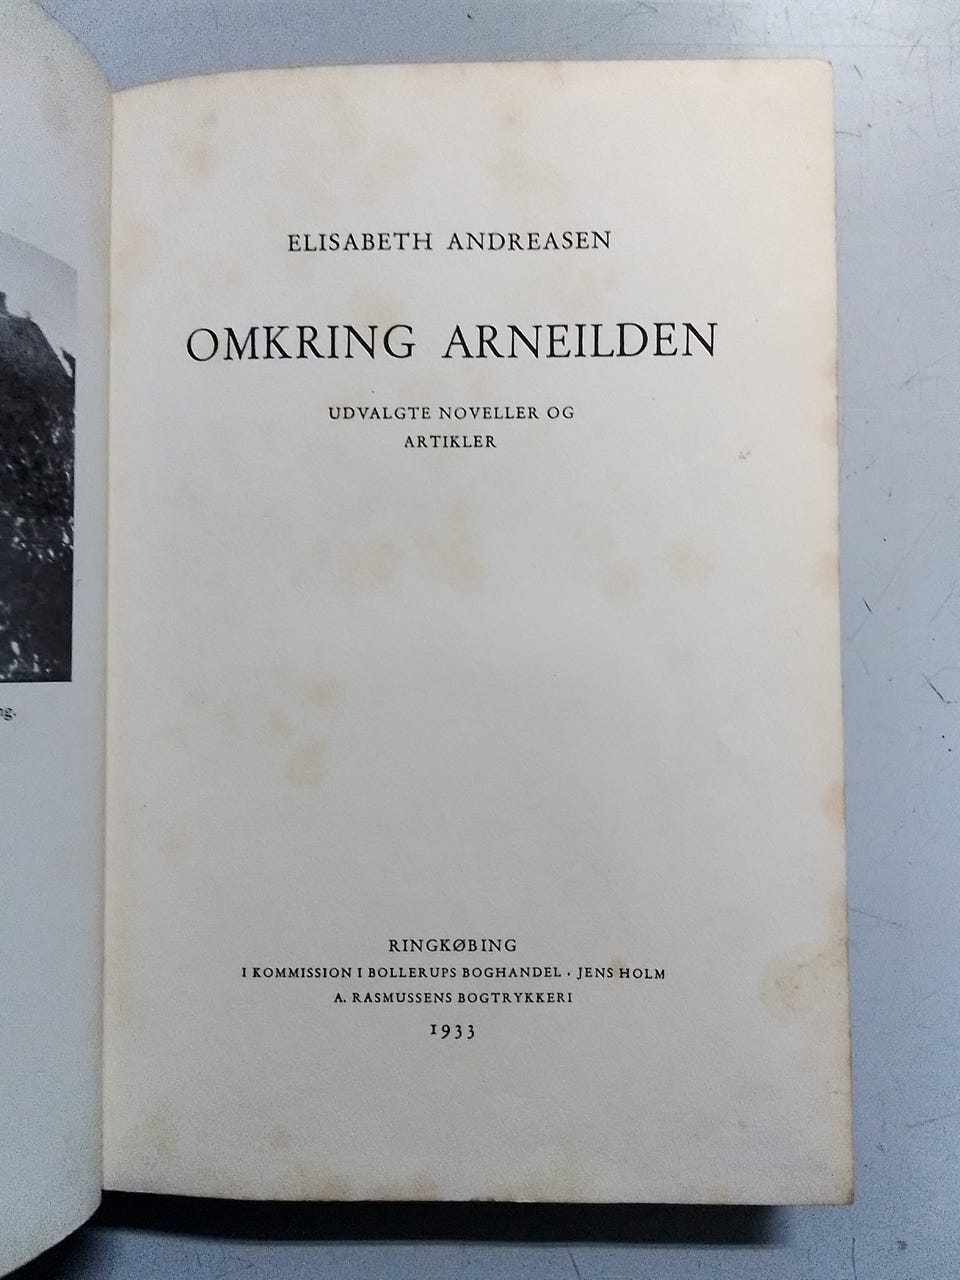 ELISABETH ANDREASEN
OMKRING ARNEILDEN
UDVALGTE NOVELLER OG
ARTIKLER
RINGKØBING
I KOMMISSION I BOLLERUPS BOGHANDEL · JENS HOLM
A. RASMUSSENS BOGTRYKKERI
1933